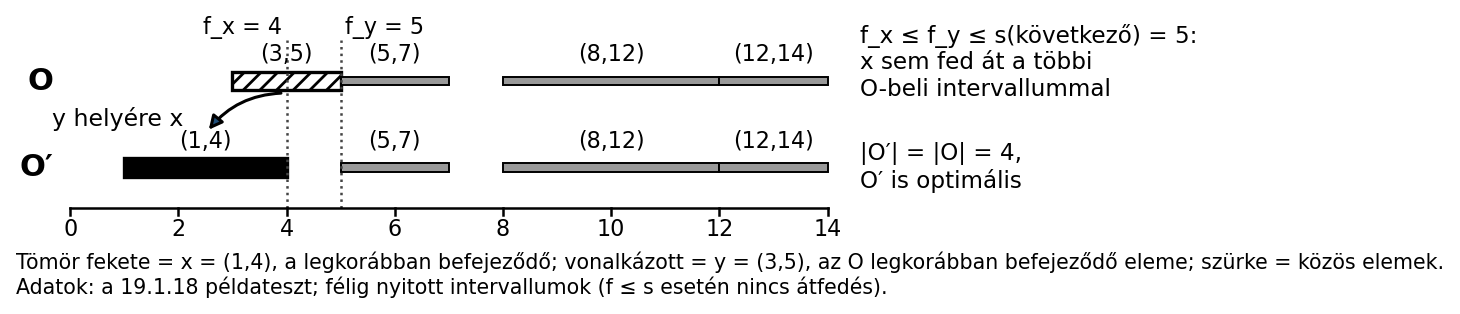 f_x = 4
f_y = 5
(3,5)
(5,7)
(8,12)
(12,14)
O
y helyére x
(1,4)
(5,7)
(8,12)
(12,14)
O′
0 2 4 6 8 10 12 14
f_x ≤ f_y ≤ s(következő) = 5:
x sem fed át a többi
O-beli intervallummal
|O′| = |O| = 4,
O′ is optimális
Tömör fekete = x = (1,4), a legkorábban befejeződő; vonalkázott = y = (3,5), az O legkorábban befejeződő eleme; szürke = közös elemek.
Adatok: a 19.1.18 példateszt; félig nyitott intervallumok (f ≤ s esetén nincs átfedés).